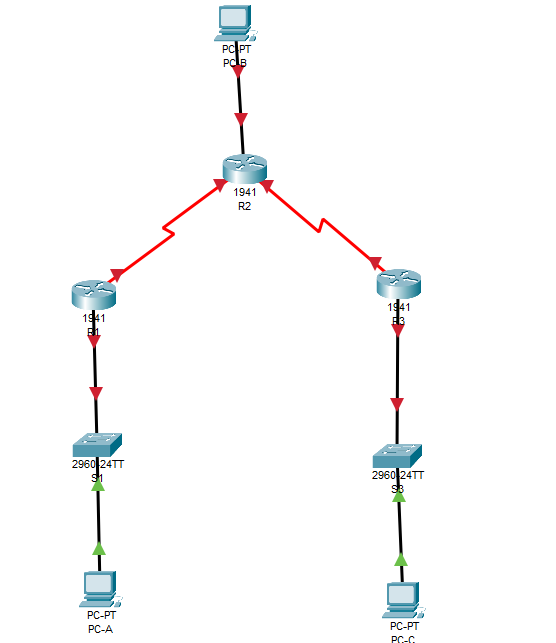 PC-PT
PC-B
1941
R2
1941
R1
1941
R3
2960-24TT
S1
2960-24TT
S3
PC-PT
PC-A
PC-PT
PC-C